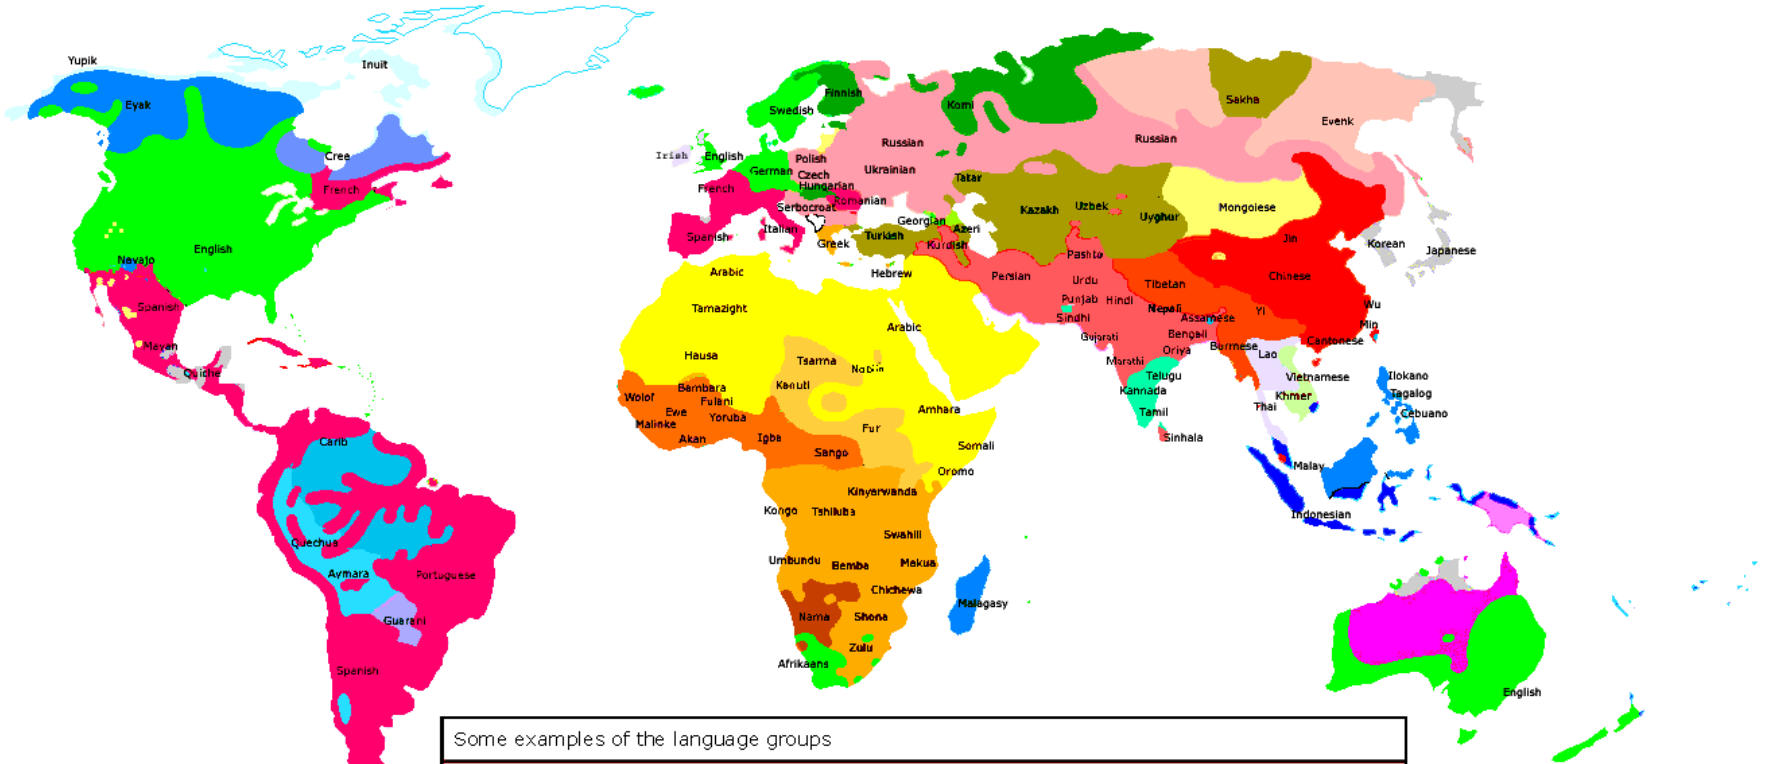 Yupik
Inuit
Eyak
Cree
French
English
Navajo
Spanish
Mayan
Quiche
Carib
Quechua
Aymara
Portuguese
Guarani
Spanish
Finnish
Swedish
Komi
Sakha
Evenk
Russian
Russian
Irish
English
Polish
German
Czech
Ukrainian
Hungarian
French
Romanian
Tatar
Serbocroat
Georgian
Kazakh
Uzbek
Uyghur
Mongolese
Spanish
Italian
Greek
Turkish
Azeri
Kurdish
Jin
Korean
Japanese
Pashto
Arabic
Hebrew
Persian
Urdu
Tibetan
Chinese
Tamazight
Punjab
Hindi
Nepali
Sindhi
Assamese
Yi
Wu
Min
Arabic
Gujarati
Bengali
Oriya
Burmese
Cantonese
Lao
Hausa
Tsarma
Nobin
Marathi
Telugu
Vietnamese
Ilokano
Bambara
Kanuti
Kannada
Khmer
Tagalog
Wolof
Fulani
Ewe
Yoruba
Amhara
Tamil
Thai
Cebuano
Malinke
Akan
Igba
Fur
Sango
Somali
Sinhala
Oromo
Malay
Kinyarwanda
Kongo
Tshiluba
Indonesian
Swahili
Umbundu
Bemba
Makua
Chichewa
Malagasy
Nama
Shona
Zulu
Afrikaans
English
Some examples of the language groups